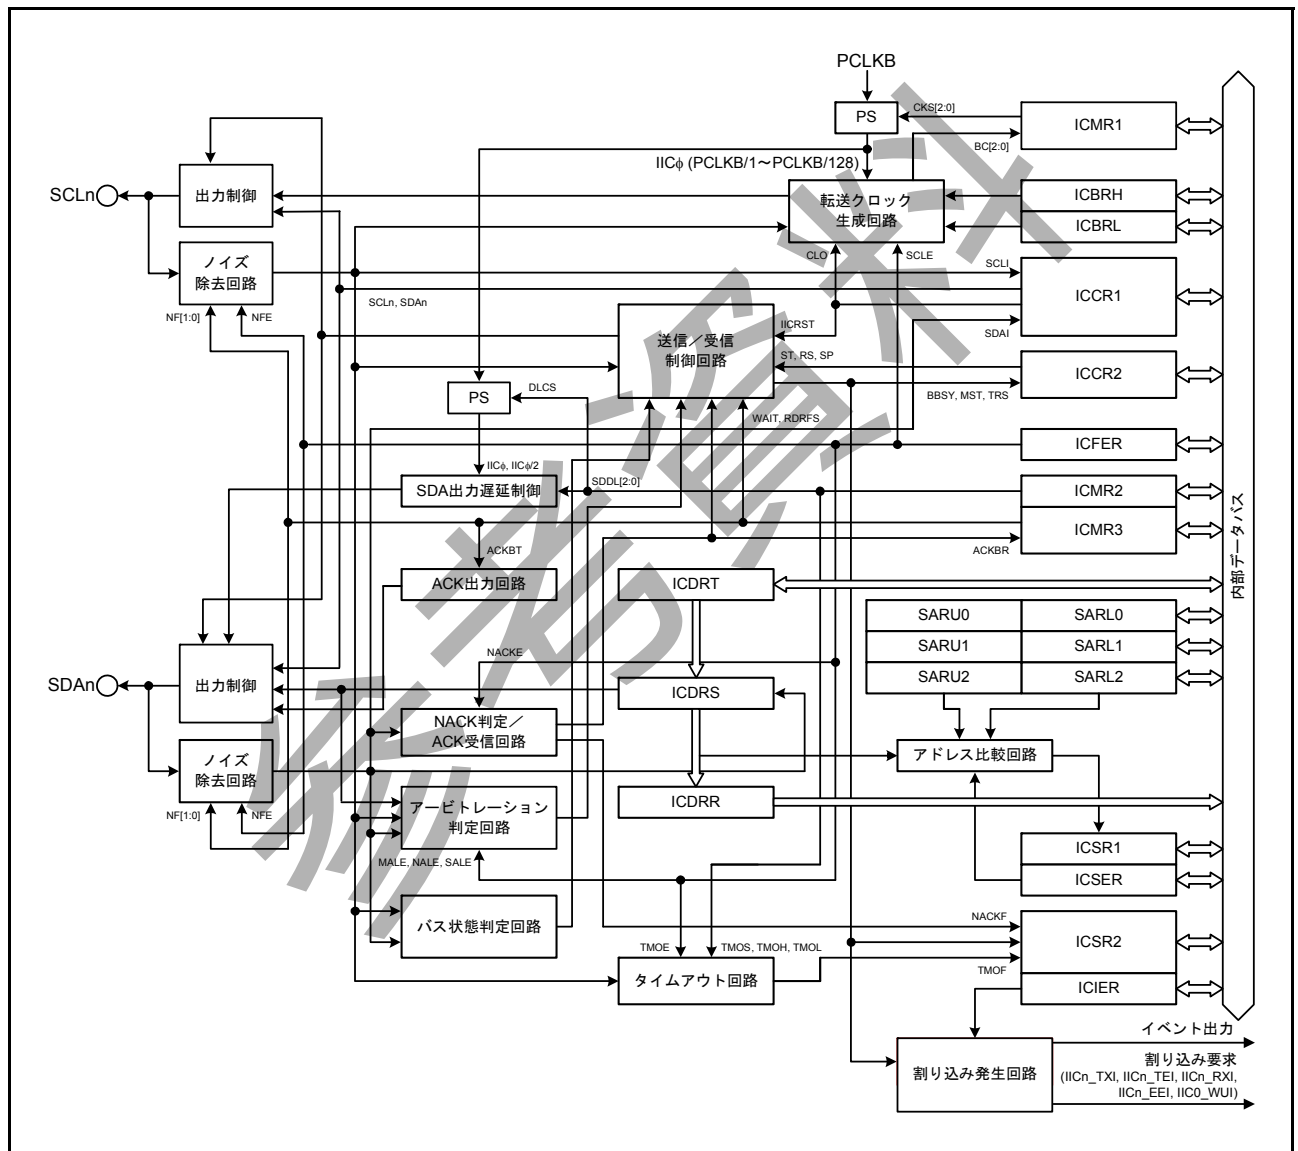 PCLKB
PS
CKS[2:0]
ICMR1
BC[2:0]
IICφ (PCLKB/1～PCLKB/128)
SCLn
出力制御
転送クロック
生成回路
ICBRH
ICBRL
ノイズ
除去回路
CLO
SCLE
SCLI
ICCR1
SCLn, SDAn
NF[1:0]
NFE
IICRST
SDAI
送信／受信
制御回路
ST, RS, SP
ICCR2
BBSY, MST, TRS
PS
DLCS
WAIT, RDRFS
ICFER
IICφ, IICφ/2
SDA出力遅延制御
SDDL[2:0]
ICMR2
ICMR3
ACKBT
ACKBR
ACK出力回路
ICDRT
内部データバス
SARU0
SARL0
SARU1
SARL1
SARU2
SARL2
NACKE
SDAn
出力制御
ICDRS
NACK判定／
ACK受信回路
ノイズ
除去回路
アドレス比較回路
NF[1:0]
NFE
アービトレーション
判定回路
ICDRR
MALE, NALE, SALE
ICSR1
ICSER
バス状態判定回路
NACKF
ICSR2
TMOE
TMOS, TMOH, TMOL
TMOF
タイムアウト回路
ICIER
イベント出力
割り込み発生回路
割り込み要求
(IICn_TXI, IICn_TEI, IICn_RXI,
IICn_EEI, IIC0_WUI)
参考資料